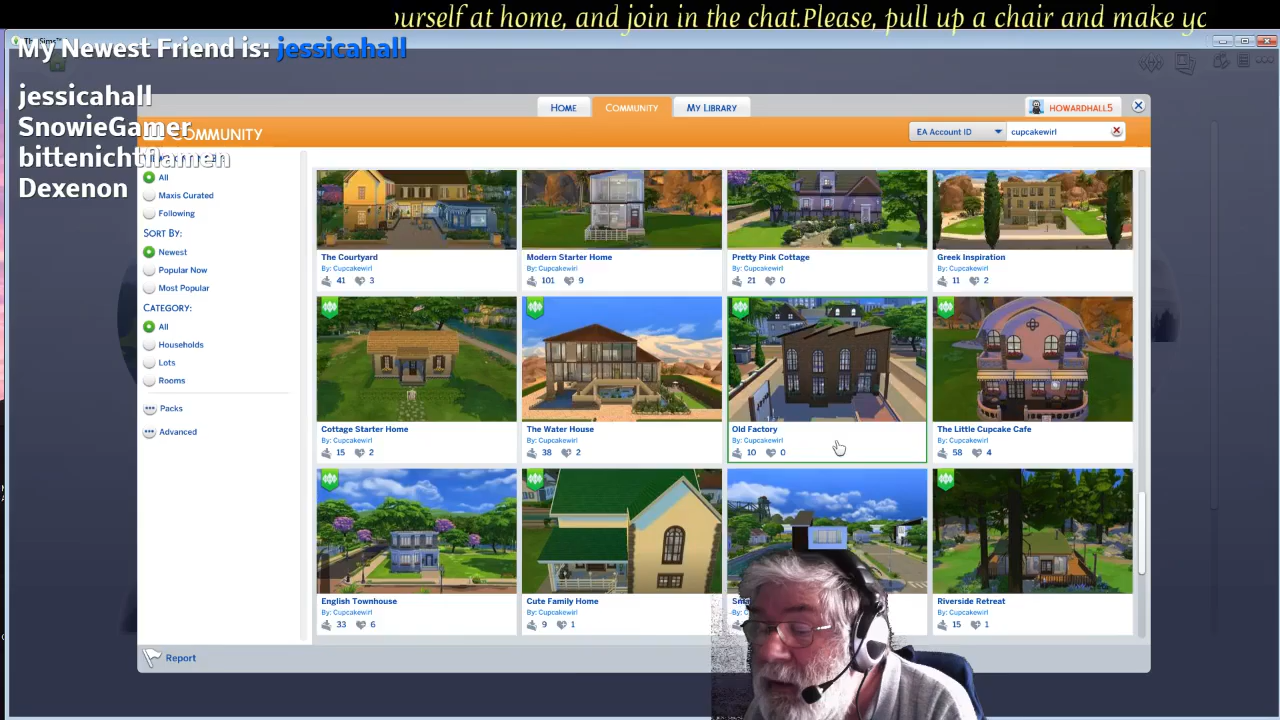 ourself at home, and join in the chat.Please, pull up a chair and make yo
The Sims™
My Newest Friend is: jessicahall
jessicahall
SnowieGamer
bittenichtflamen
Dexenon
HOME
COMMUNITY
MY LIBRARY
HOWARDHALL5
COMMUNITY
EA Account ID
cupcakewirl
All
Maxis Curated
Following
SORT BY:
Newest
Popular Now
Most Popular
CATEGORY:
All
Households
Lots
Rooms
Packs
Advanced
The Courtyard
By: Cupcakewirl
41 3
Modern Starter Home
By: Cupcakewirl
101 9
Pretty Pink Cottage
By: Cupcakewirl
21 0
Greek Inspiration
By: Cupcakewirl
11 2
Cottage Starter Home
By: Cupcakewirl
15 2
The Water House
By: Cupcakewirl
38 2
Old Factory
By: Cupcakewirl
10 0
The Little Cupcake Cafe
By: Cupcakewirl
58 4
English Townhouse
By: Cupcakewirl
33 6
Cute Family Home
By: Cupcakewirl
9 1
Riverside Retreat
By: Cupcakewirl
15 1
Report